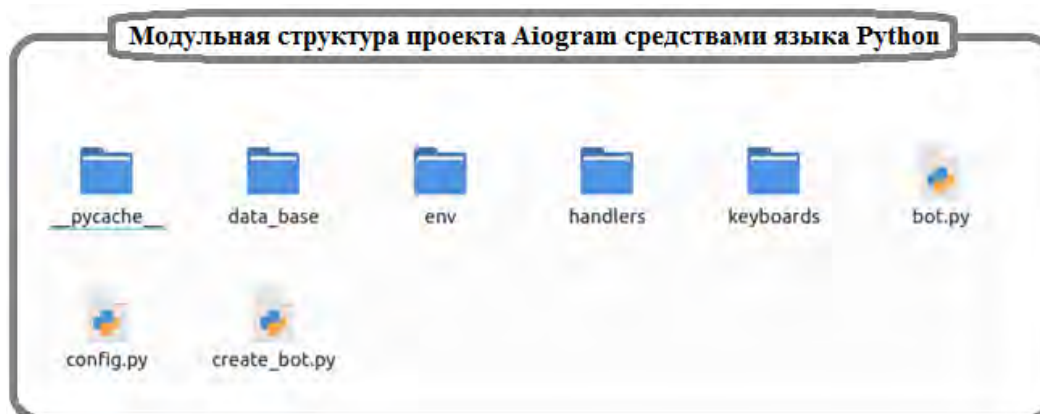 Модульная структура проекта Aiogram средствами языка Python
__pycache__ data_base env handlers keyboards bot.py
config.py create_bot.py